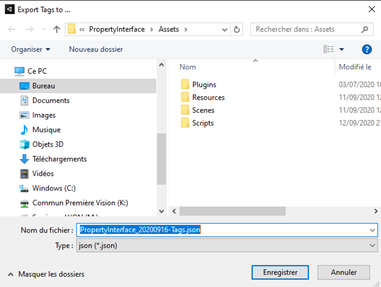 Export Tags to ...
« PropertyInterface > Assets >
Rechercher dans : Assets
Organiser
Nouveau dossier
Ce PC
Bureau
Documents
Images
Musique
Objets 3D
Téléchargements
Vidéos
Windows (C:)
Commun Première Vision (K:)
Nom
Modifié le
Plugins
03/07/2020 1
Resources
11/09/2020 1
Scenes
11/09/2020 1
Scripts
12/09/2020
Nom du fichier :
PropertyInterface_20200916-Tags.json
Type :
json (*.json)
Masquer les dossiers
Enregistrer
Annuler